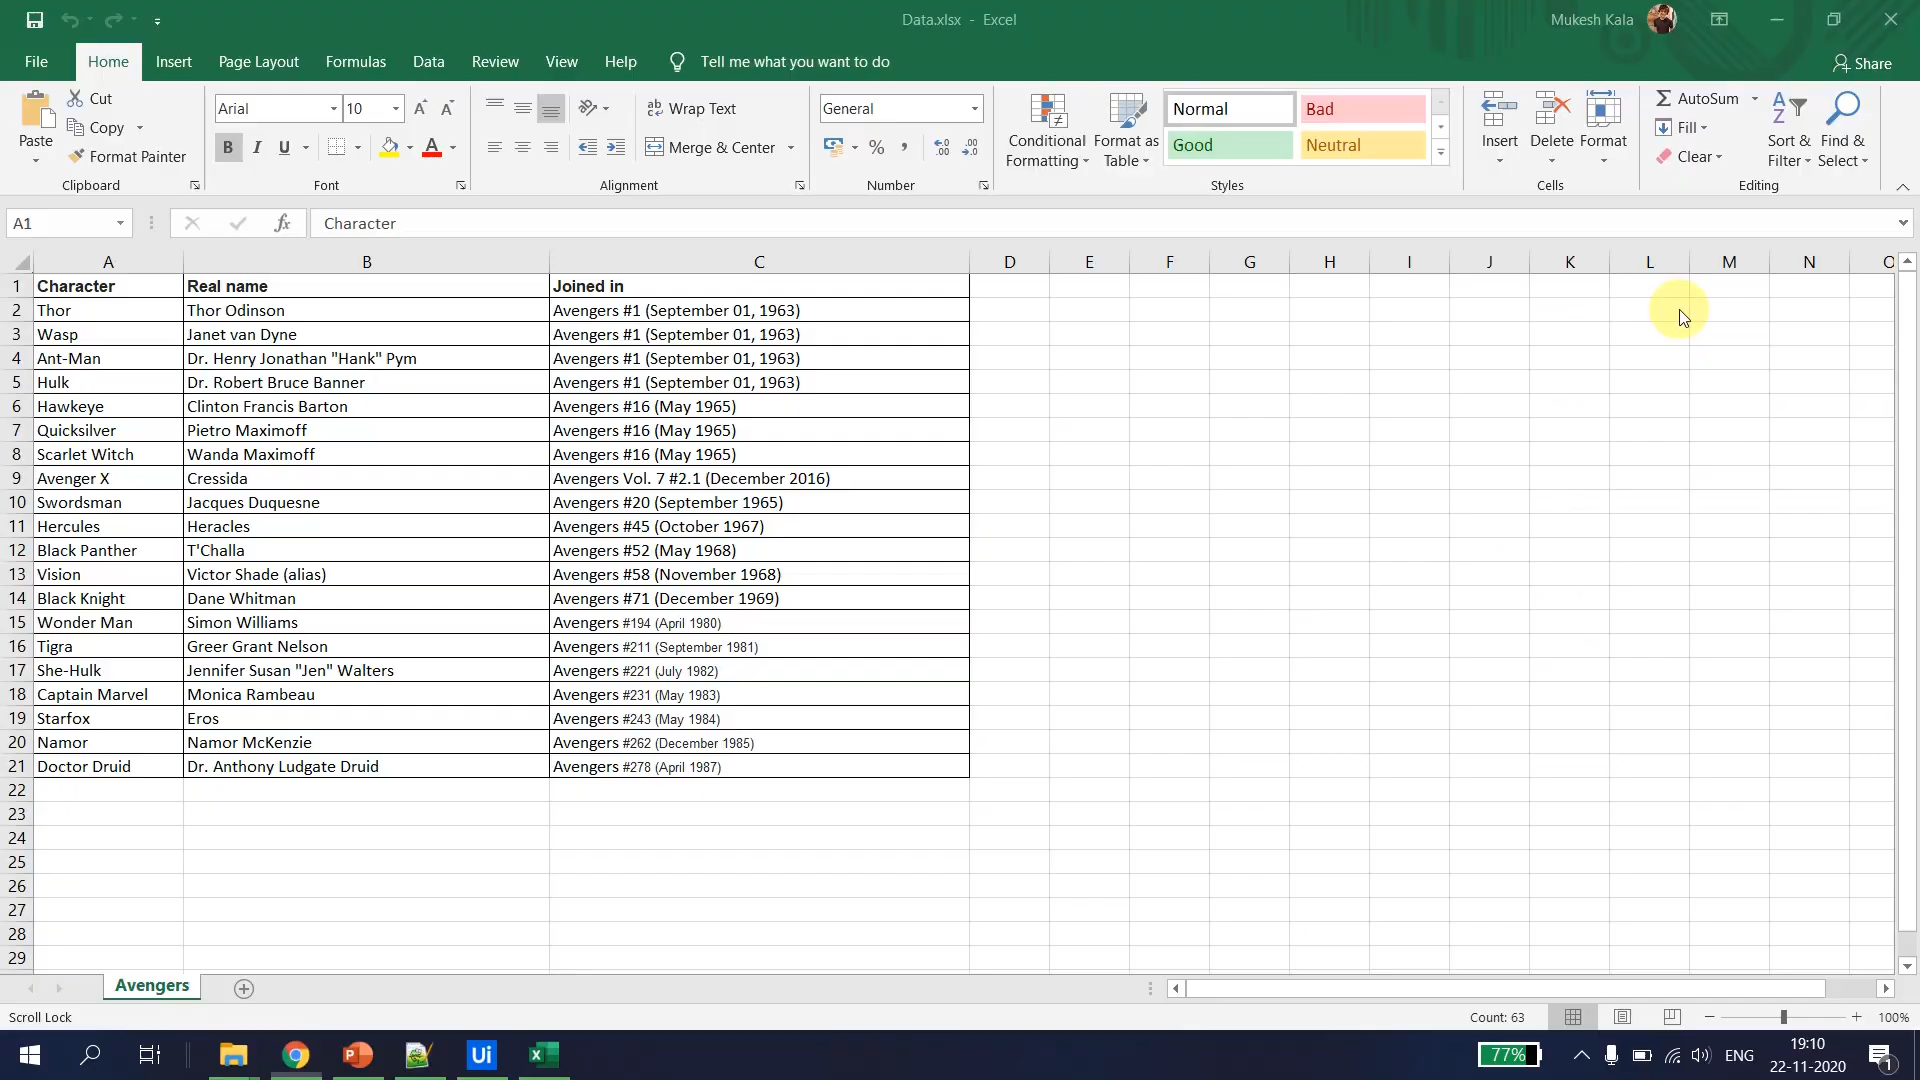 Data.xlsx - Excel
Mukesh Kala
File Home Insert Page Layout Formulas Data Review View Help Tell me what you want to do
Share
Paste
Cut
Copy
Format Painter
Clipboard
Arial 10
B I U
Font
Wrap Text
Merge & Center
Alignment
General
Number
Conditional Formatting
Format as Table
Normal Bad
Good Neutral
Styles
Insert Delete Format
Cells
AutoSum
Fill
Clear
Sort & Filter
Find & Select
Editing
A1 fx Character
A B C D E F G H I J K L M N O
1 Character Real name Joined in
2 Thor Thor Odinson Avengers #1 (September 01, 1963)
3 Wasp Janet van Dyne Avengers #1 (September 01, 1963)
4 Ant-Man Dr. Henry Jonathan "Hank" Pym Avengers #1 (September 01, 1963)
5 Hulk Dr. Robert Bruce Banner Avengers #1 (September 01, 1963)
6 Hawkeye Clinton Francis Barton Avengers #16 (May 1965)
7 Quicksilver Pietro Maximoff Avengers #16 (May 1965)
8 Scarlet Witch Wanda Maximoff Avengers #16 (May 1965)
9 Avenger X Cressida Avengers Vol. 7 #2.1 (December 2016)
10 Swordsman Jacques Duquesne Avengers #20 (September 1965)
11 Hercules Heracles Avengers #45 (October 1967)
12 Black Panther T'Challa Avengers #52 (May 1968)
13 Vision Victor Shade (alias) Avengers #58 (November 1968)
14 Black Knight Dane Whitman Avengers #71 (December 1969)
15 Wonder Man Simon Williams Avengers #194 (April 1980)
16 Tigra Greer Grant Nelson Avengers #211 (September 1981)
17 She-Hulk Jennifer Susan "Jen" Walters Avengers #221 (July 1982)
18 Captain Marvel Monica Rambeau Avengers #231 (May 1983)
19 Starfox Eros Avengers #243 (May 1984)
20 Namor Namor McKenzie Avengers #262 (December 1985)
21 Doctor Druid Dr. Anthony Ludgate Druid Avengers #278 (April 1987)
22
23
24
25
26
27
28
29
Avengers
Scroll Lock
Count: 63
100%
Ui
77%
ENG
19:10
22-11-2020
1